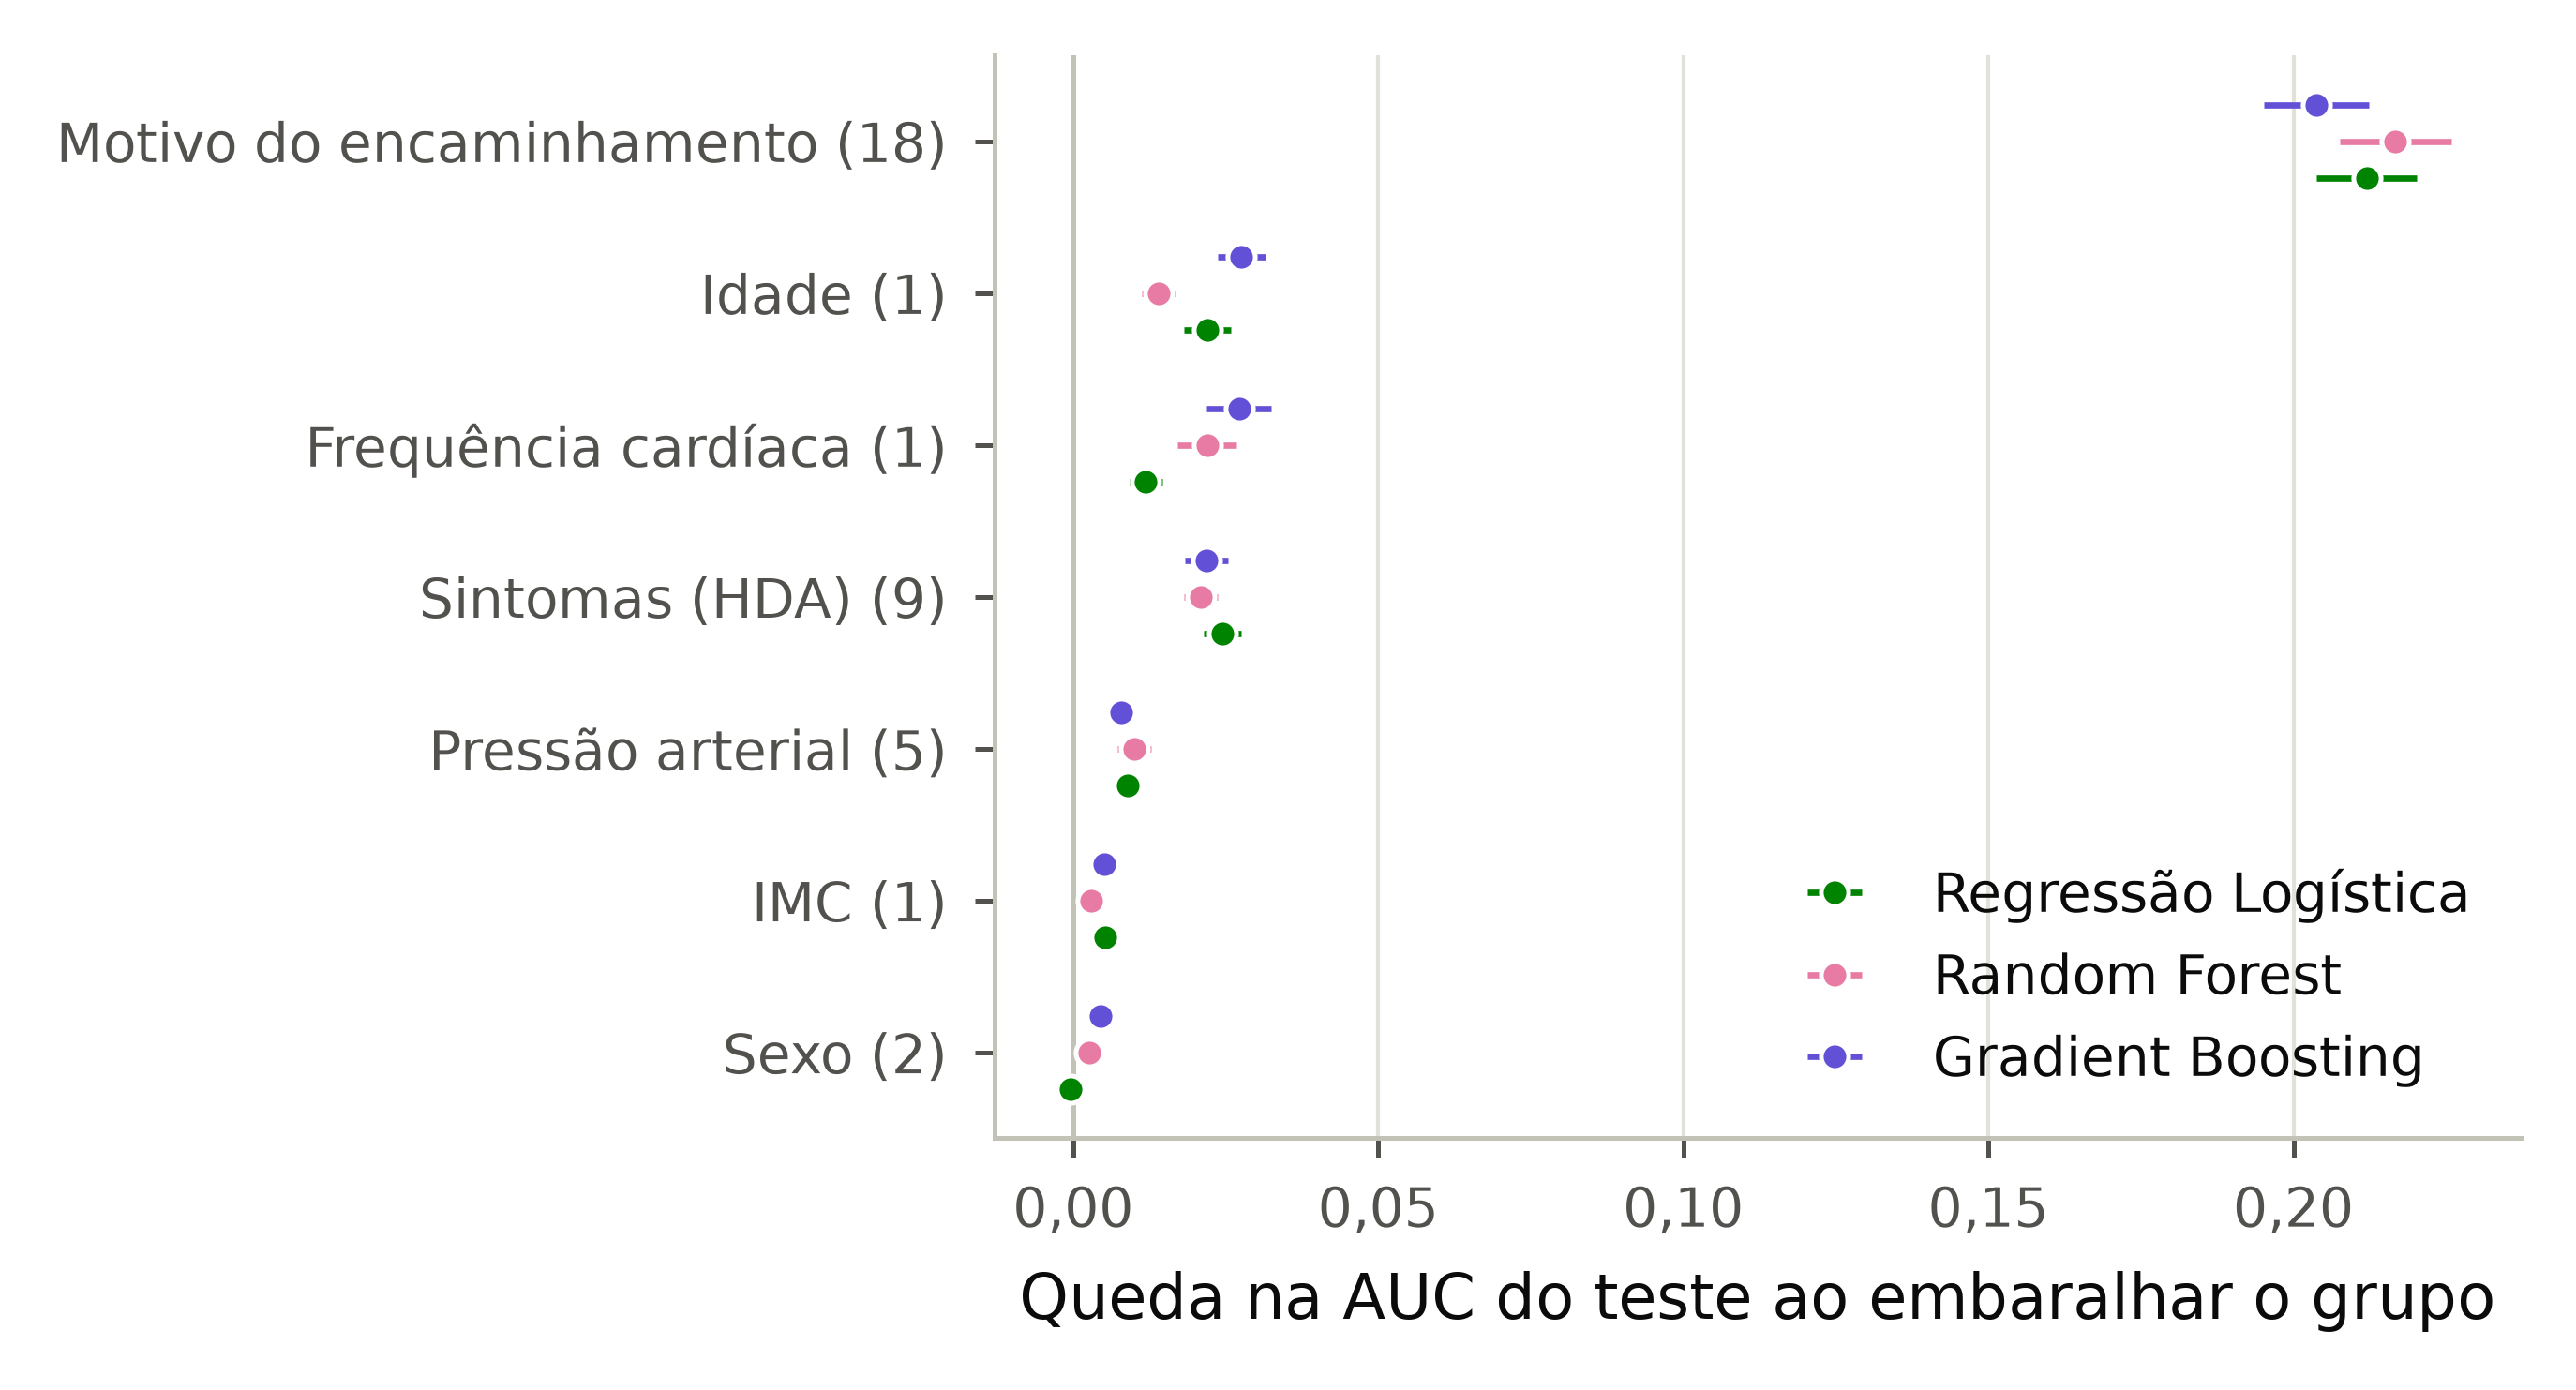 Motivo do encaminhamento (18)
Idade (1)
Frequência cardíaca (1)
Sintomas (HDA) (9)
Pressão arterial (5)
IMC (1)
Sexo (2)
Regressão Logística
Random Forest
Gradient Boosting
0,00 0,05 0,10 0,15 0,20
Queda na AUC do teste ao embaralhar o grupo